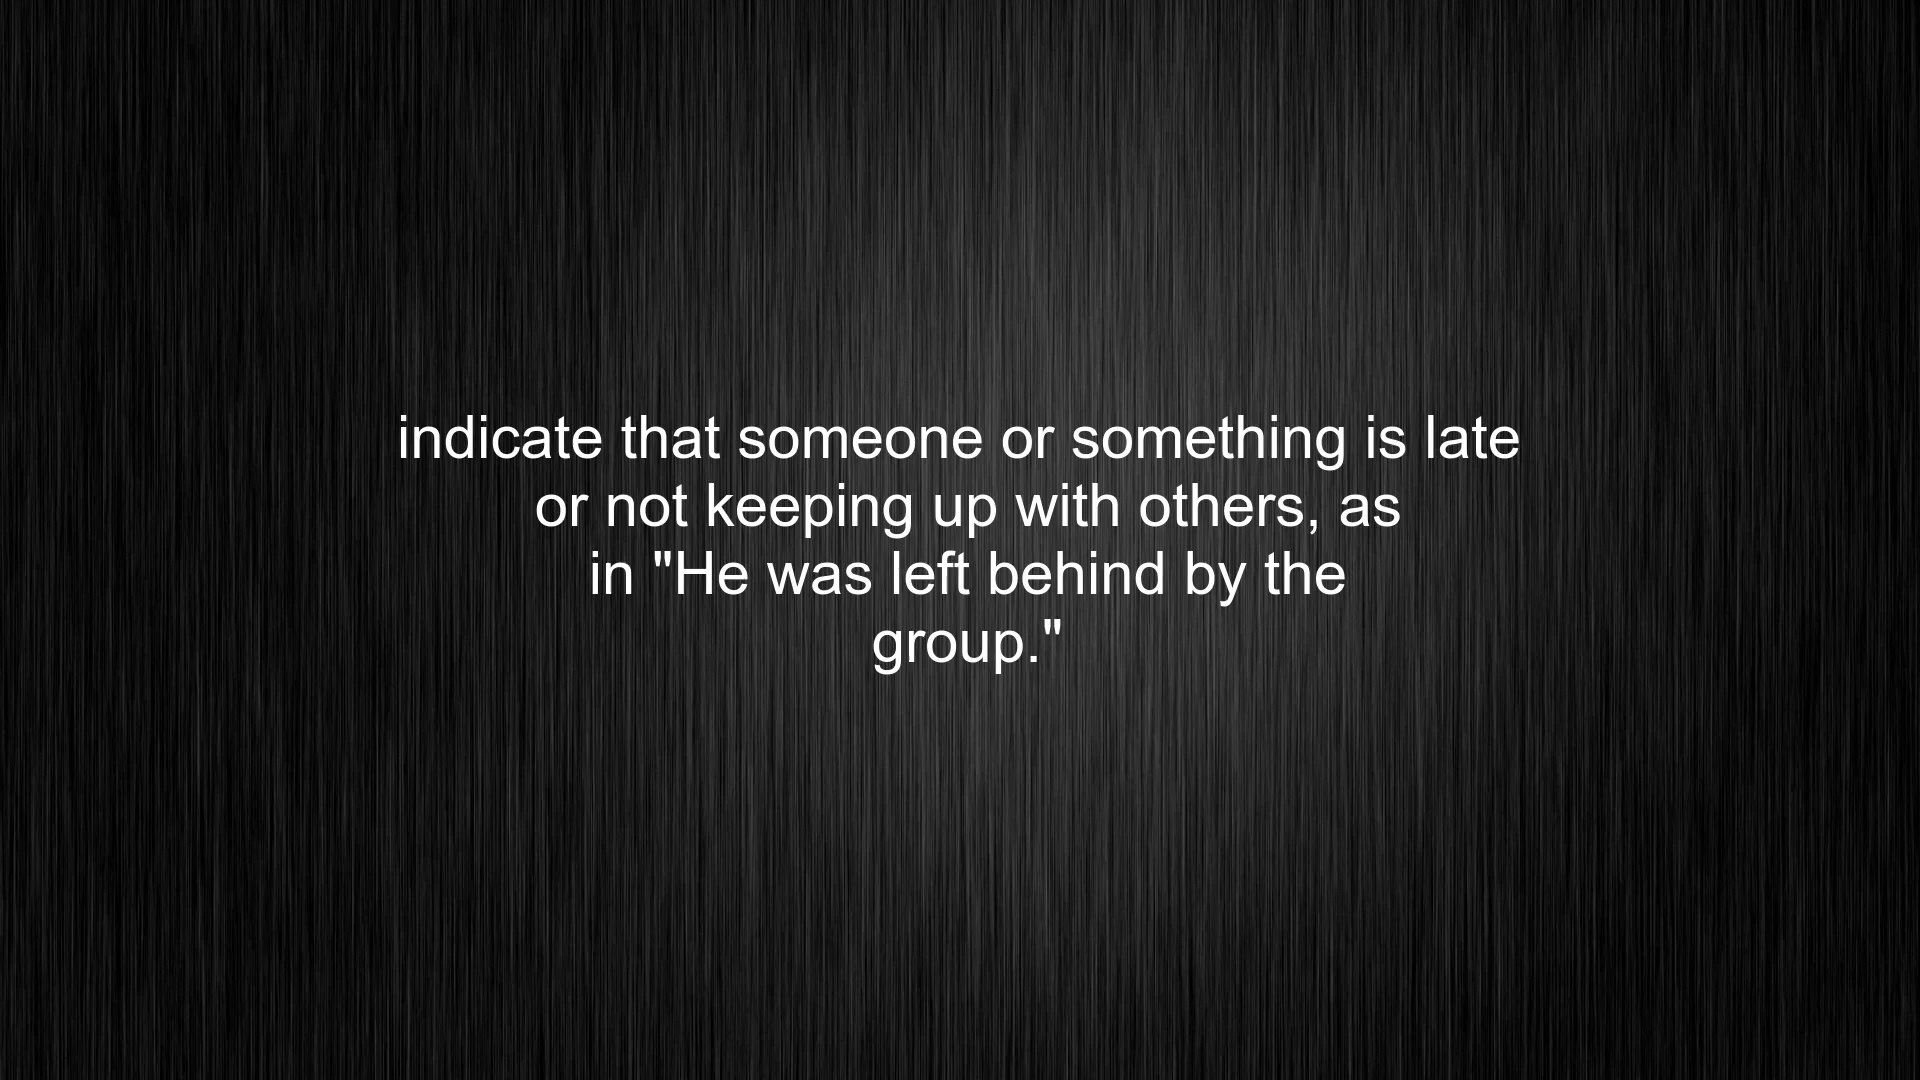 indicate that someone or something is late
or not keeping up with others, as
in "He was left behind by the
group."